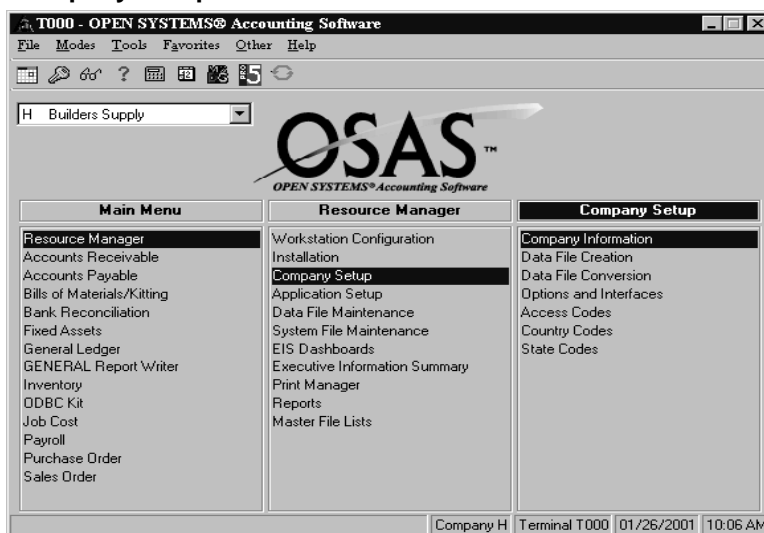 T000 - OPEN SYSTEMS® Accounting Software
File Modes Tools Favorites Other Help
PRO 5
H Builders Supply
OSAS™
OPEN SYSTEMS® Accounting Software
Main Menu
Resource Manager
Accounts Receivable
Accounts Payable
Bills of Materials/Kitting
Bank Reconciliation
Fixed Assets
General Ledger
GENERAL Report Writer
Inventory
ODBC Kit
Job Cost
Payroll
Purchase Order
Sales Order
Resource Manager
Workstation Configuration
Installation
Company Setup
Application Setup
Data File Maintenance
System File Maintenance
EIS Dashboards
Executive Information Summary
Print Manager
Reports
Master File Lists
Company Setup
Company Information
Data File Creation
Data File Conversion
Options and Interfaces
Access Codes
Country Codes
State Codes
Company H Terminal T000 01/26/2001 10:06 AM